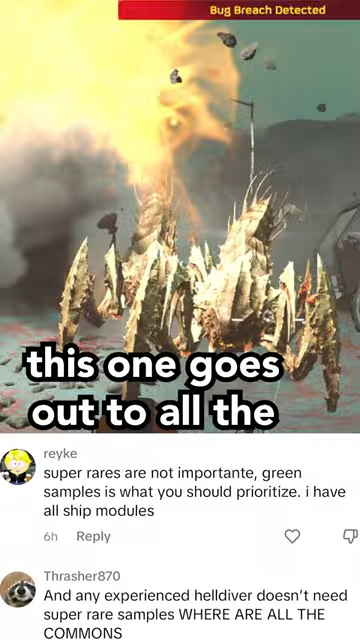 Bug Breach Detected
this one goes
out to all the
reyke
super rares are not importante, green
samples is what you should prioritize. i have
all ship modules
6h Reply
Thrasher870
And any experienced helldiver doesn't need
super rare samples WHERE ARE ALL THE
COMMONS